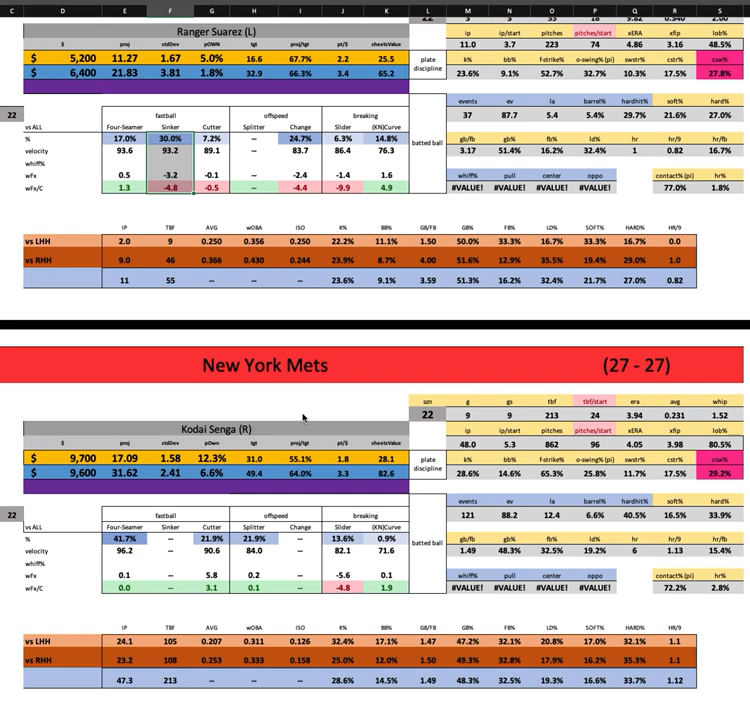 C D E F G H I J K L M N O P Q R S
22 3 3 55 18 9.82 0.340 2.00
Ranger Suarez (L) ip ip/start pitches pitches/start xERA xfip lob%
$ proj stdDev pOWN tgt proj/tgt pt/$ sheetsValue 11.0 3.7 223 74 4.86 3.16 48.5%
$ 5,200 11.27 1.67 5.0% 16.6 67.7% 2.2 25.5 plate discipline k% bb% f-strike% o-swing% (pi) swstr% cstr% csw%
$ 6,400 21.83 3.81 1.8% 32.9 66.3% 3.4 65.2 23.6% 9.1% 52.7% 32.7% 10.3% 17.5% 27.8%
events ev la barrel% hardhit% soft% hard%
22 fastball offspeed breaking 37 87.7 5.4 5.4% 29.7% 21.6% 27.0%
vs ALL Four-Seamer Sinker Cutter Splitter Change Slider (KN)Curve
% 17.0% 30.0% 7.2% -- 24.7% 6.3% 14.8% batted ball gb/fb gb% fb% ld% hr hr/9 hr/fb
velocity 93.6 93.2 89.1 -- 83.7 86.4 76.3 3.17 51.4% 16.2% 32.4% 1 0.82 16.7%
whiff%
wFx 0.5 -3.2 -0.1 -- -2.4 -1.4 1.6 whiff% pull center oppo contact% (pi) hr%
wFx/C 1.3 -4.8 -0.5 -- -4.4 -9.9 4.9 #VALUE! #VALUE! #VALUE! #VALUE! 77.0% 1.8%
IP TBF AVG wOBA ISO K% BB% GB/FB GB% FB% LD% SOFT% HARD% HR/9
vs LHH 2.0 9 0.250 0.356 0.250 22.2% 11.1% 1.50 50.0% 33.3% 16.7% 33.3% 16.7% 0.0
vs RHH 9.0 46 0.366 0.430 0.244 23.9% 8.7% 4.00 51.6% 12.9% 35.5% 19.4% 29.0% 1.0
11 55 -- -- -- 23.6% 9.1% 3.59 51.3% 16.2% 32.4% 21.7% 27.0% 0.82
New York Mets (27 - 27)
szn g gs tbf tbf/start era avg whip
22 9 9 213 24 3.94 0.231 1.52
Kodai Senga (R) ip ip/start pitches pitches/start xERA xfip lob%
$ proj stdDev pOwn tgt proj/tgt pt/$ sheetsValue 48.0 5.3 862 96 4.05 3.98 80.5%
$ 9,700 17.09 1.58 12.3% 31.0 55.1% 1.8 28.1 plate discipline k% bb% f-strike% o-swing% (pi) swstr% cstr% csw%
$ 9,600 31.62 2.41 6.6% 49.4 64.0% 3.3 82.6 28.6% 14.6% 65.3% 25.8% 11.7% 17.5% 29.2%
events ev la barrel% hardhit% soft% hard%
22 fastball offspeed breaking 121 88.2 12.4 6.6% 40.5% 16.5% 33.9%
vs ALL Four-Seamer Sinker Cutter Splitter Change Slider (KN)Curve
% 41.7% -- 21.9% 21.9% -- 13.6% 0.9% batted ball gb/fb gb% fb% ld% hr hr/9 hr/fb
velocity 96.2 -- 90.6 84.0 -- 82.1 71.6 1.49 48.3% 32.5% 19.2% 6 1.13 15.4%
whiff%
wFx 0.1 -- 5.8 0.2 -- -5.6 0.1 whiff% pull center oppo contact% (pi) hr%
wFx/C 0.0 -- 3.1 0.1 -- -4.8 1.9 #VALUE! #VALUE! #VALUE! #VALUE! 72.2% 2.8%
IP TBF AVG wOBA ISO K% BB% GB/FB GB% FB% LD% SOFT% HARD% HR/9
vs LHH 24.1 105 0.207 0.311 0.126 32.4% 17.1% 1.47 47.2% 32.1% 20.8% 17.0% 32.1% 1.1
vs RHH 23.2 108 0.253 0.333 0.158 25.0% 12.0% 1.50 49.3% 32.8% 17.9% 16.2% 35.3% 1.1
47.3 213 -- -- -- 28.6% 14.5% 1.49 48.3% 32.5% 19.3% 16.6% 33.7% 1.12